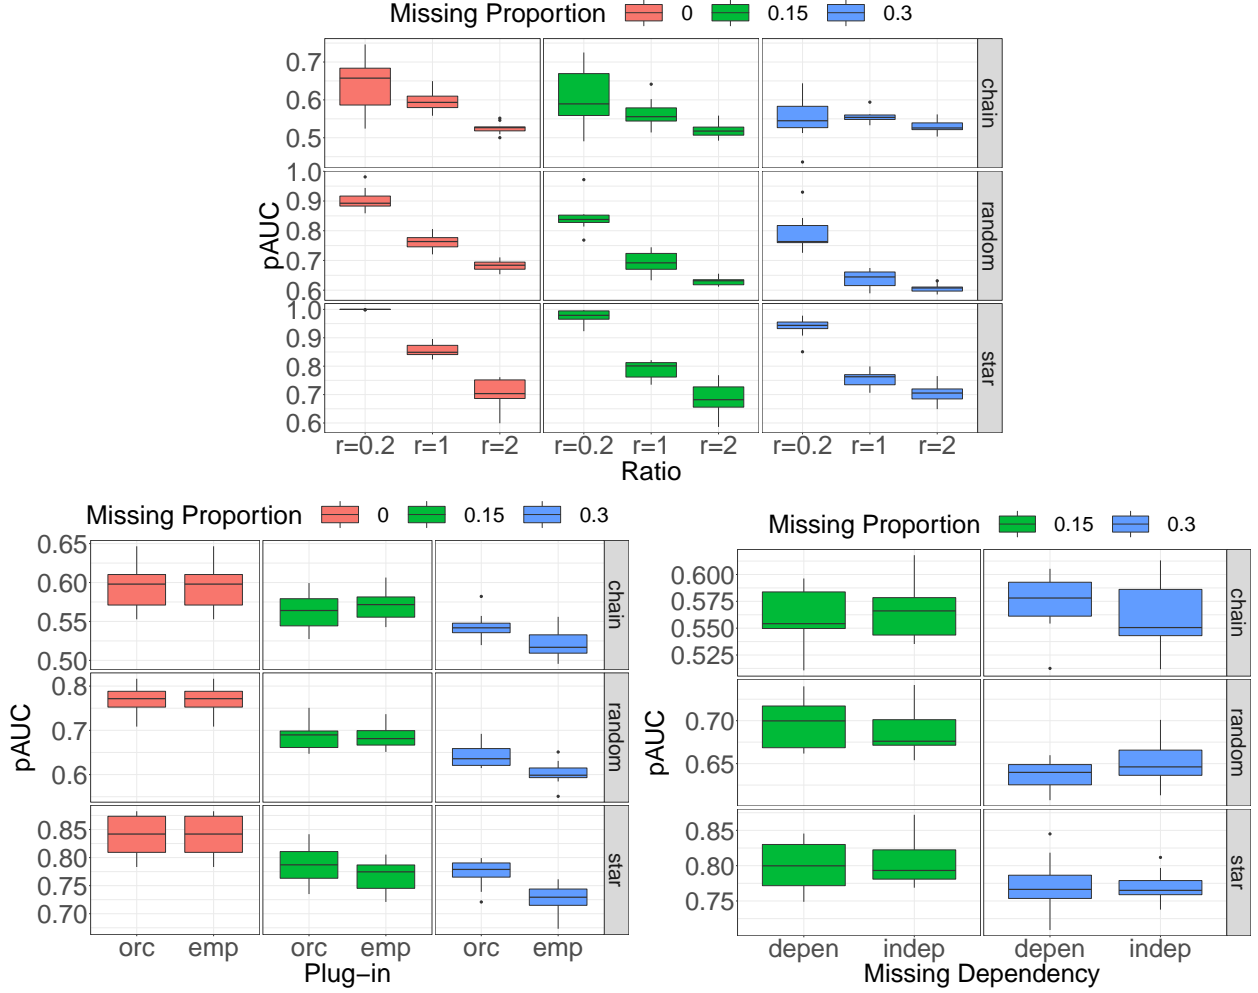 Missing Proportion 0 0.15 0.3
0.7
0.6
0.5
chain
1.0
0.9
0.8
0.7
0.6
random
1.0
0.9
0.8
0.7
0.6
star
pAUC
r=0.2 r=1 r=2 r=0.2 r=1 r=2 r=0.2 r=1 r=2
Ratio
Missing Proportion 0 0.15 0.3
0.65
0.60
0.55
0.50
chain
0.8
0.7
0.6
random
0.85
0.80
0.75
0.70
star
pAUC
orc emp orc emp orc emp
Plug-in
Missing Proportion 0.15 0.3
0.600
0.575
0.550
0.525
chain
0.70
0.65
random
0.85
0.80
0.75
star
pAUC
depen indep depen indep
Missing Dependency